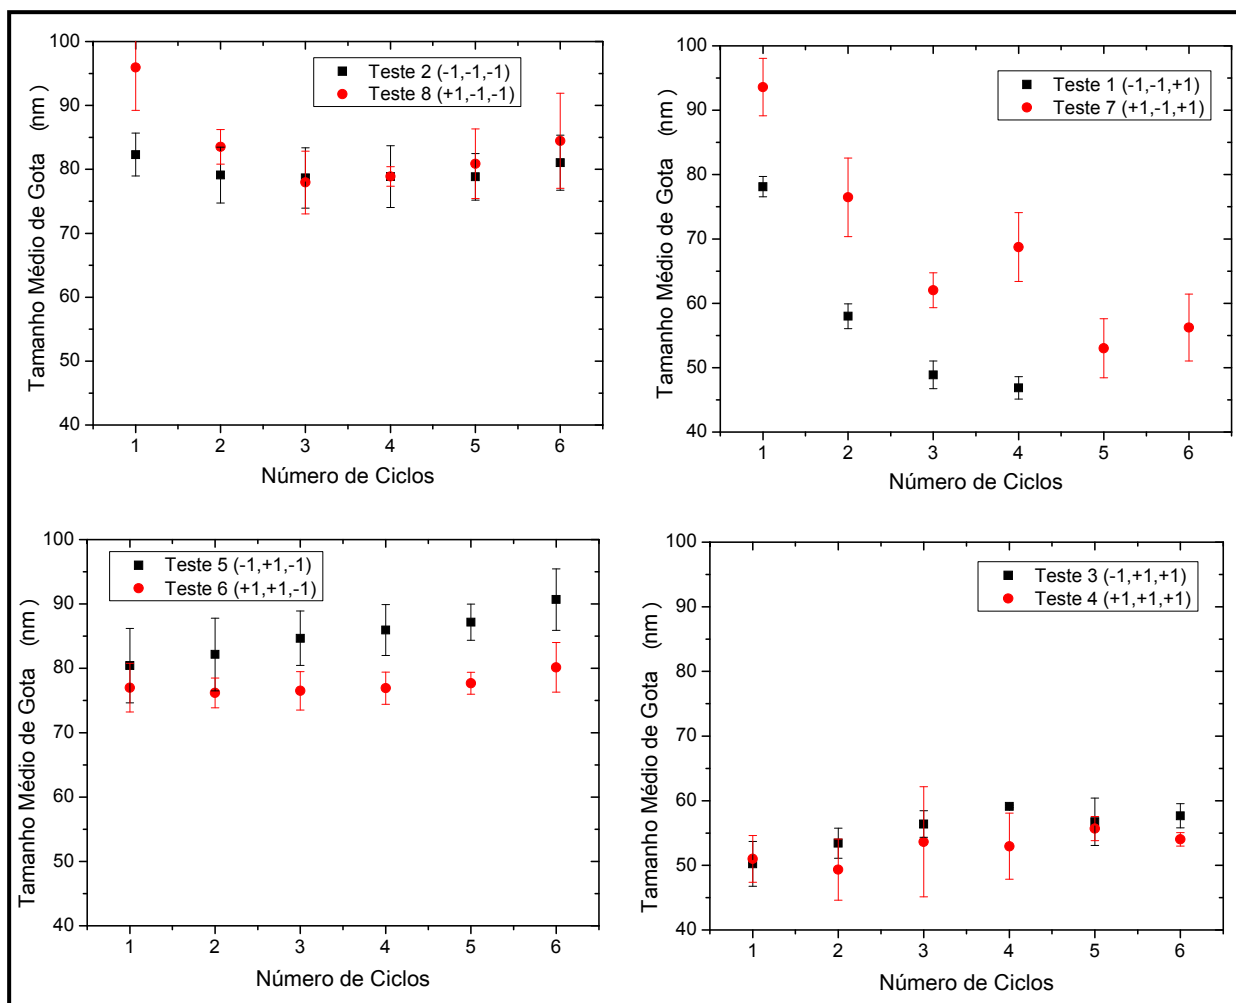 100
90
80
70
60
50
40
Tamanho Médio de Gota (nm )
Teste 2 (-1,-1,-1)
Teste 8 (+1,-1,-1)
1 2 3 4 5 6
Número de Ciclos
100
90
80
70
60
50
40
Tamanho Médio de Gota (nm )
Teste 1 (-1,-1,+1)
Teste 7 (+1,-1,+1)
1 2 3 4 5 6
Número de Ciclos
100
90
80
70
60
50
40
Tamanho Médio de Gota (nm )
Teste 5 (-1,+1,-1)
Teste 6 (+1,+1,-1)
1 2 3 4 5 6
Número de Ciclos
100
90
80
70
60
50
40
Tamanho Médio de Gota (nm )
Teste 3 (-1,+1,+1)
Teste 4 (+1,+1,+1)
1 2 3 4 5 6
Número de Ciclos